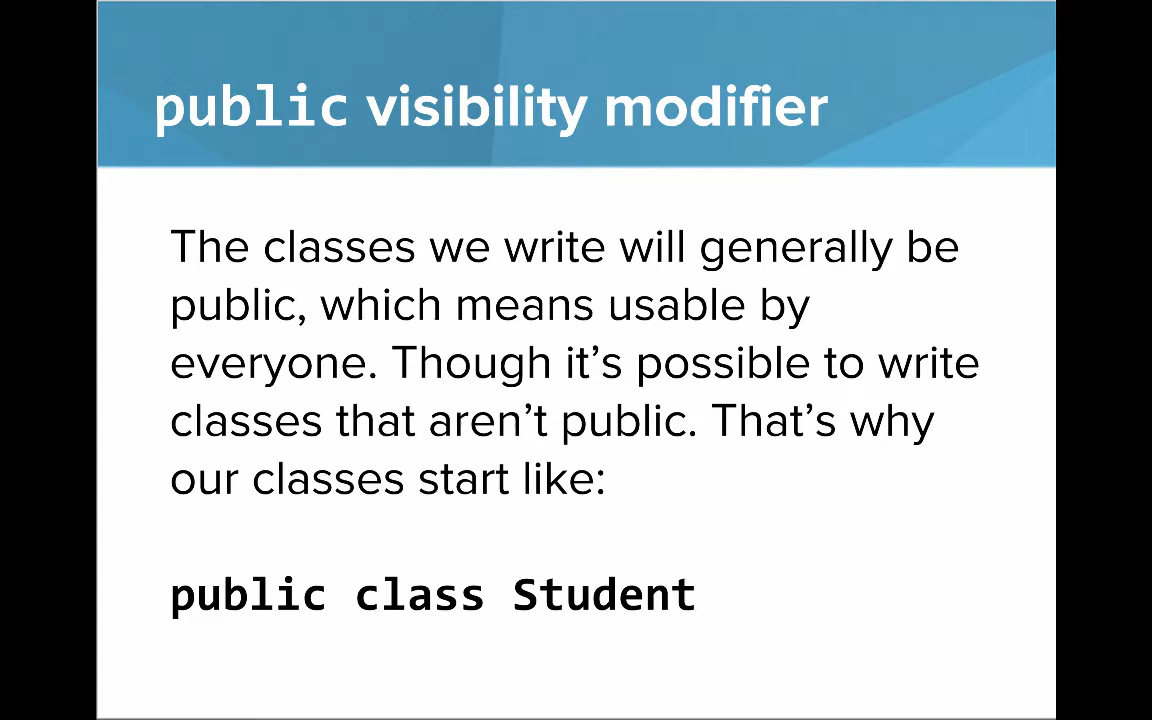 public visibility modifier
The classes we write will generally be
public, which means usable by
everyone. Though it’s possible to write
classes that aren’t public. That’s why
our classes start like:
public class Student